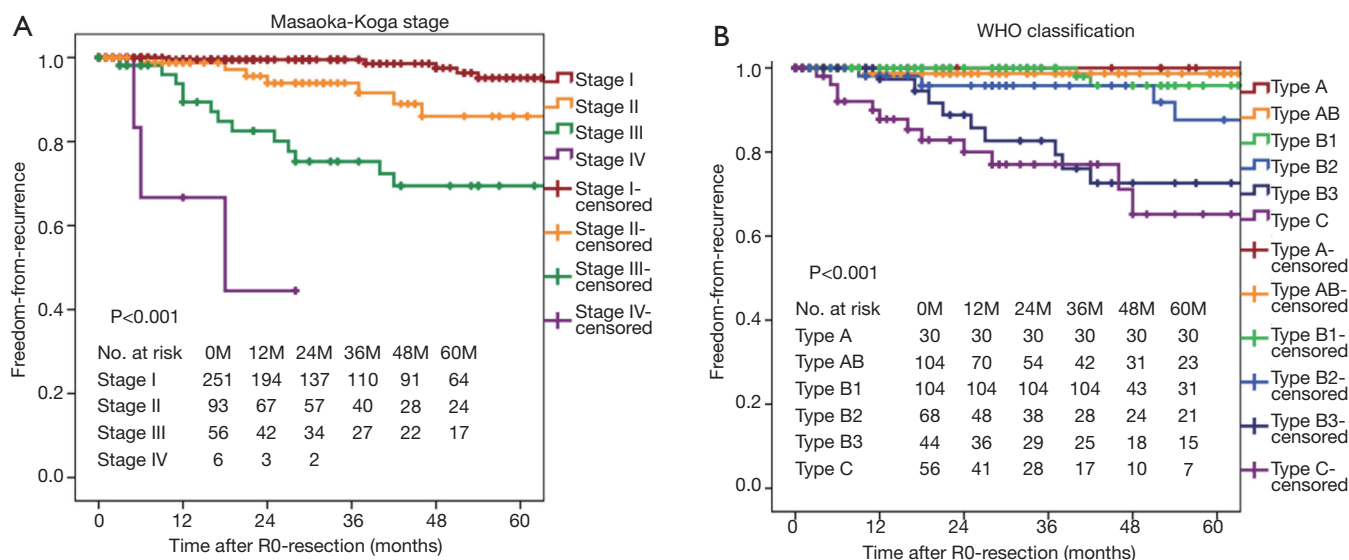 A
Masaoka-Koga stage
Freedom-from-recurrence
1.0
0.8
0.6
0.4
0.2
0.0
P<0.001
No. at risk 0M 12M 24M 36M 48M 60M
Stage I 251 194 137 110 91 64
Stage II 93 67 57 40 28 24
Stage III 56 42 34 27 22 17
Stage IV 6 3 2
0 12 24 36 48 60
Time after R0-resection (months)
Stage I
Stage II
Stage III
Stage IV
Stage I-
censored
Stage II-
censored
Stage III-
censored
Stage IV-
censored
B
WHO classification
Freedom-from-recurrence
1.0
0.8
0.6
0.4
0.2
0.0
P<0.001
No. at risk 0M 12M 24M 36M 48M 60M
Type A 30 30 30 30 30 30
Type AB 104 70 54 42 31 23
Type B1 104 104 104 104 43 31
Type B2 68 48 38 28 24 21
Type B3 44 36 29 25 18 15
Type C 56 41 28 17 10 7
0 12 24 36 48 60
Time after R0-resection (months)
Type A
Type AB
Type B1
Type B2
Type B3
Type C
Type A-
censored
Type AB-
censored
Type B1-
censored
Type B2-
censored
Type B3-
censored
Type C-
censored